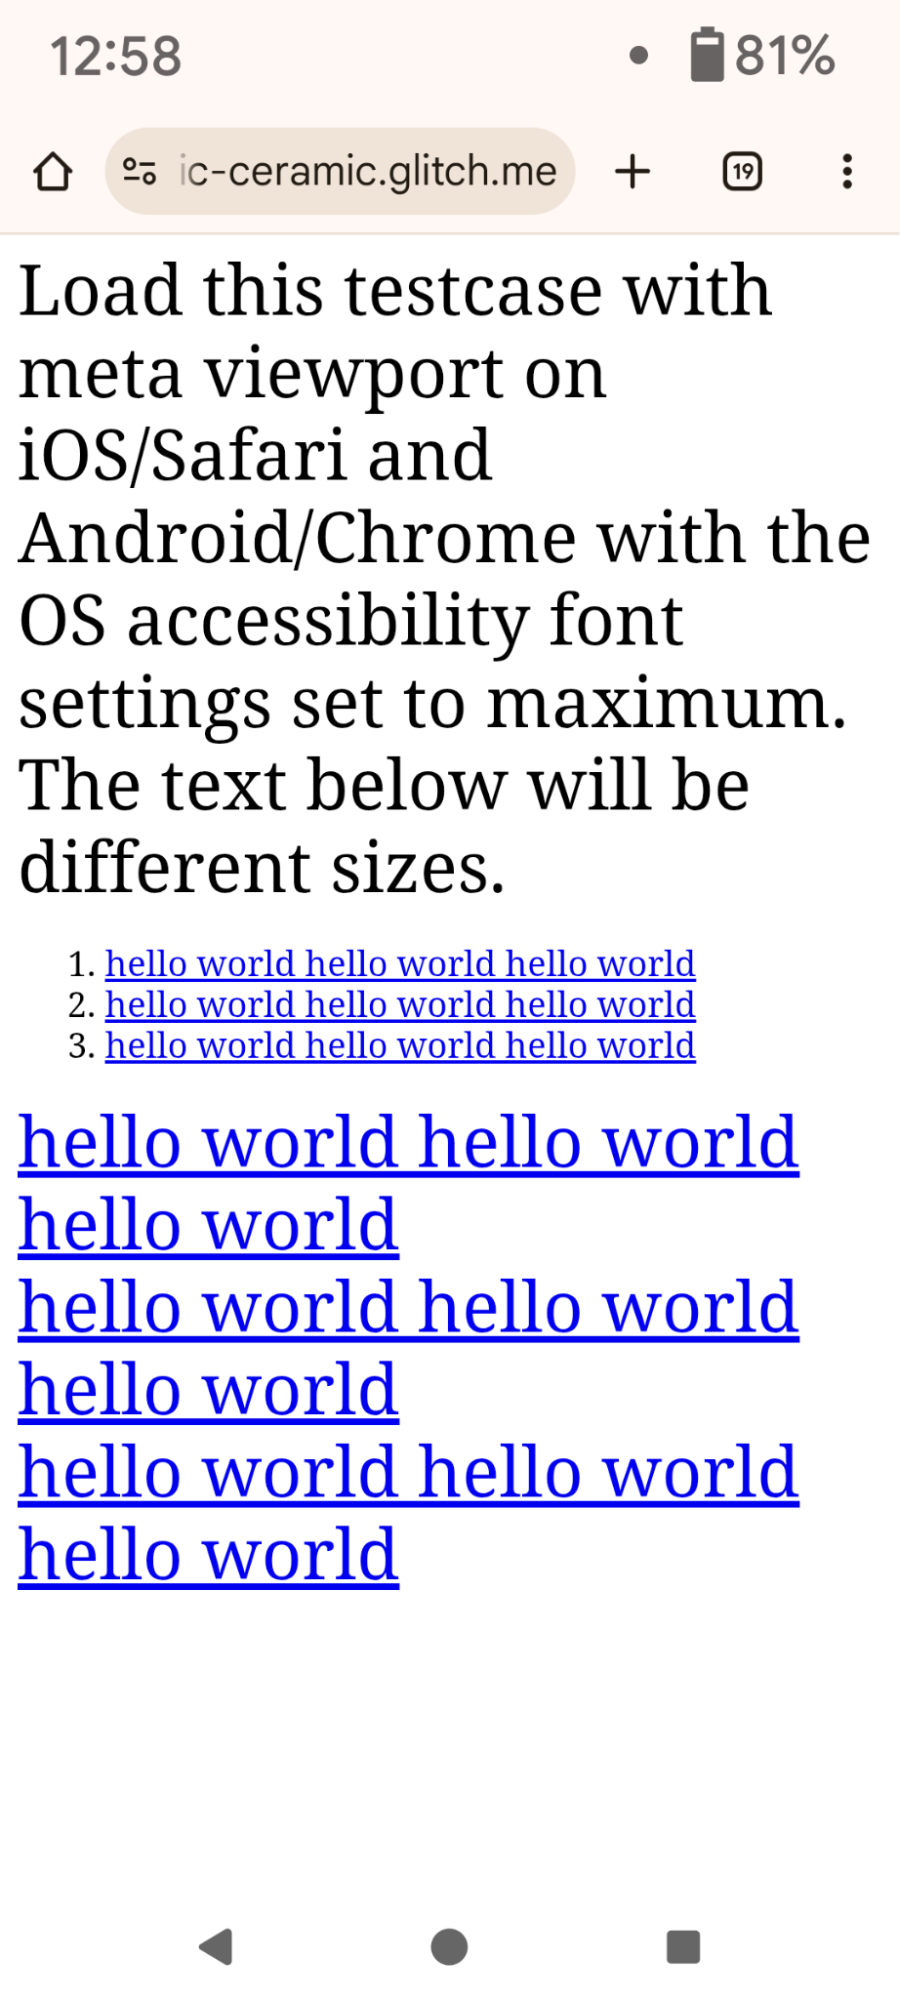 12:58
81%
ic-ceramic.glitch.me
19
Load this testcase with
meta viewport on
iOS/Safari and
Android/Chrome with the
OS accessibility font
settings set to maximum.
The text below will be
different sizes.
1. hello world hello world hello world
2. hello world hello world hello world
3. hello world hello world hello world
hello world hello world
hello world
hello world hello world
hello world
hello world hello world
hello world